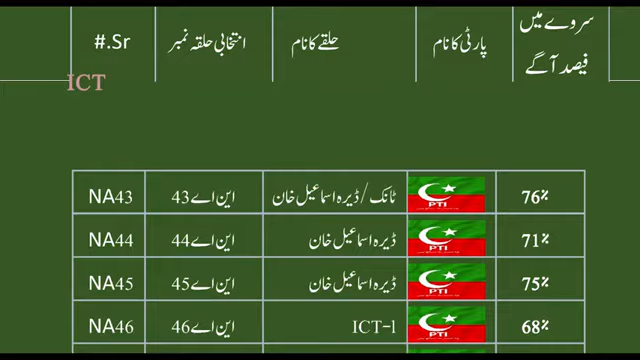 Sr.#
انتخابی حلقہ نمبر
حلقے کا نام
پارٹی کا نام
سروے میں
فیصد آگے
ICT
NA43 این اے 43 ٹانک/ڈیرہ اسماعیل خان PTI 76%
NA44 این اے 44 ڈیرہ اسماعیل خان PTI 71%
NA45 این اے 45 ڈیرہ اسماعیل خان PTI 75%
NA46 این اے 46 ICT-1 PTI 68%